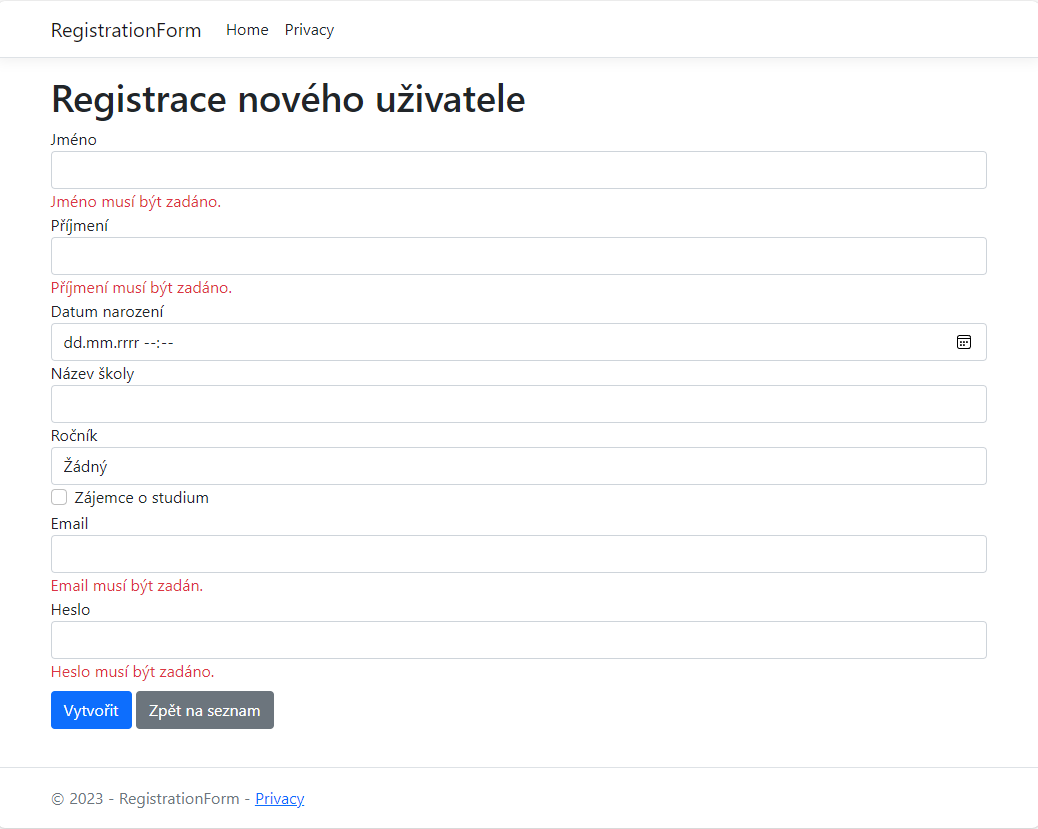 RegistrationForm Home Privacy
Registrace nového uživatele
Jméno
Jméno musí být zadáno.
Příjmení
Příjmení musí být zadáno.
Datum narození
dd.mm.rrrr --:--
Název školy
Ročník
Žádný
Zájemce o studium
Email
Email musí být zadán.
Heslo
Heslo musí být zadáno.
Vytvořit Zpět na seznam
© 2023 - RegistrationForm - Privacy